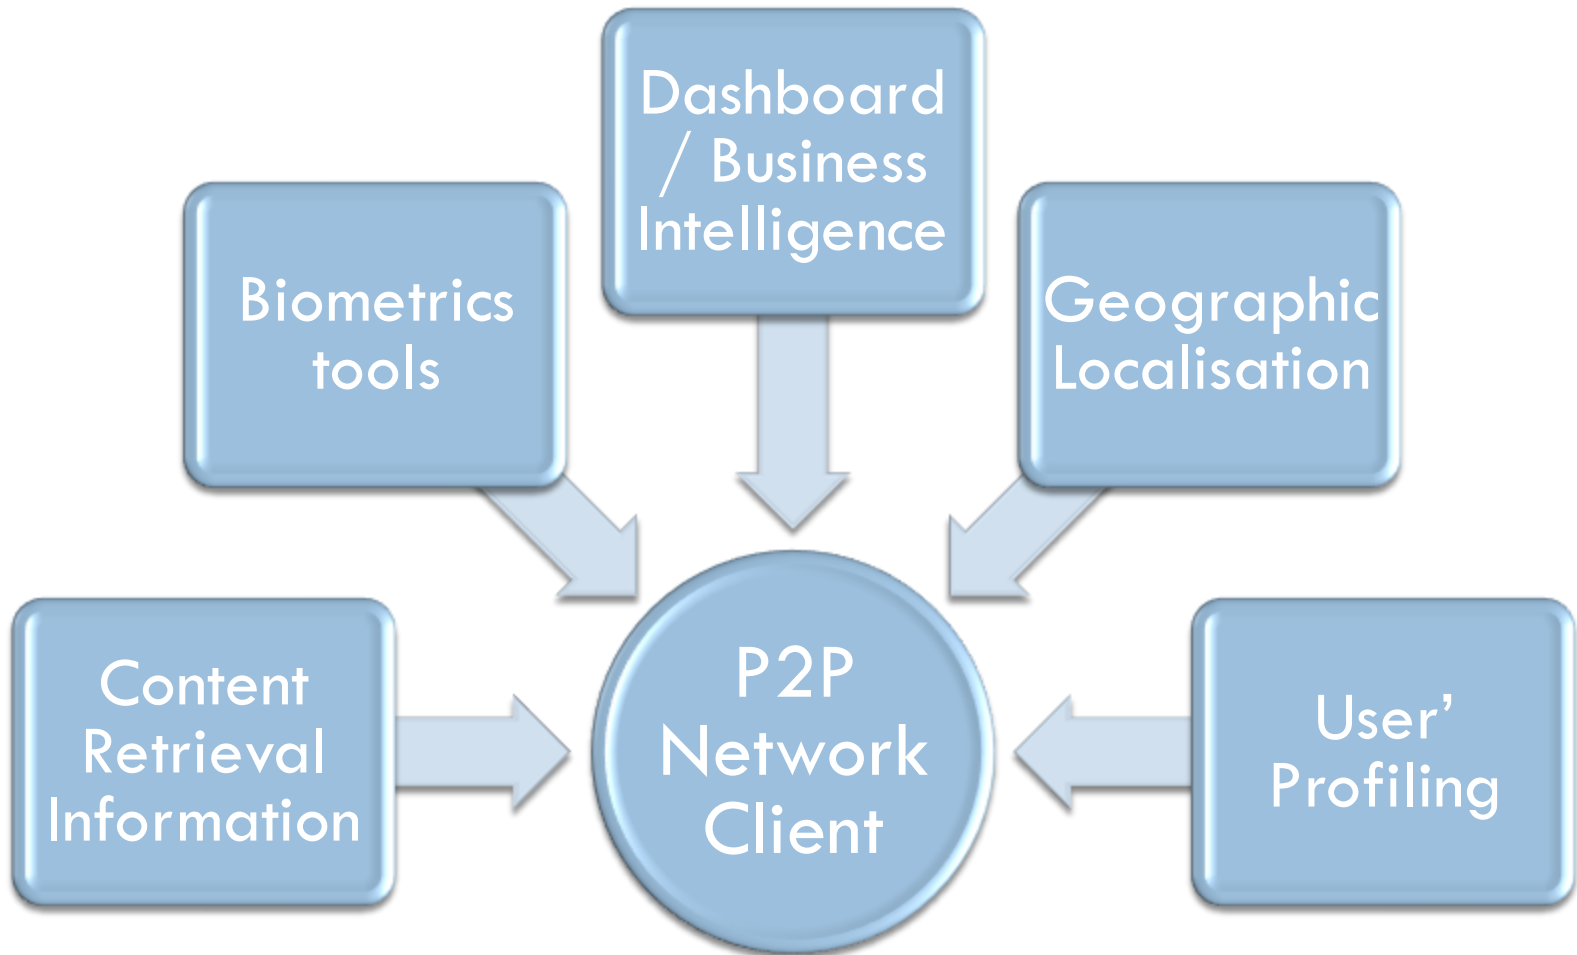 Dashboard
/ Business
Intelligence
Biometrics
tools
Geographic
Localisation
Content
Retrieval
Information
P2P
Network
Client
User’
Profiling